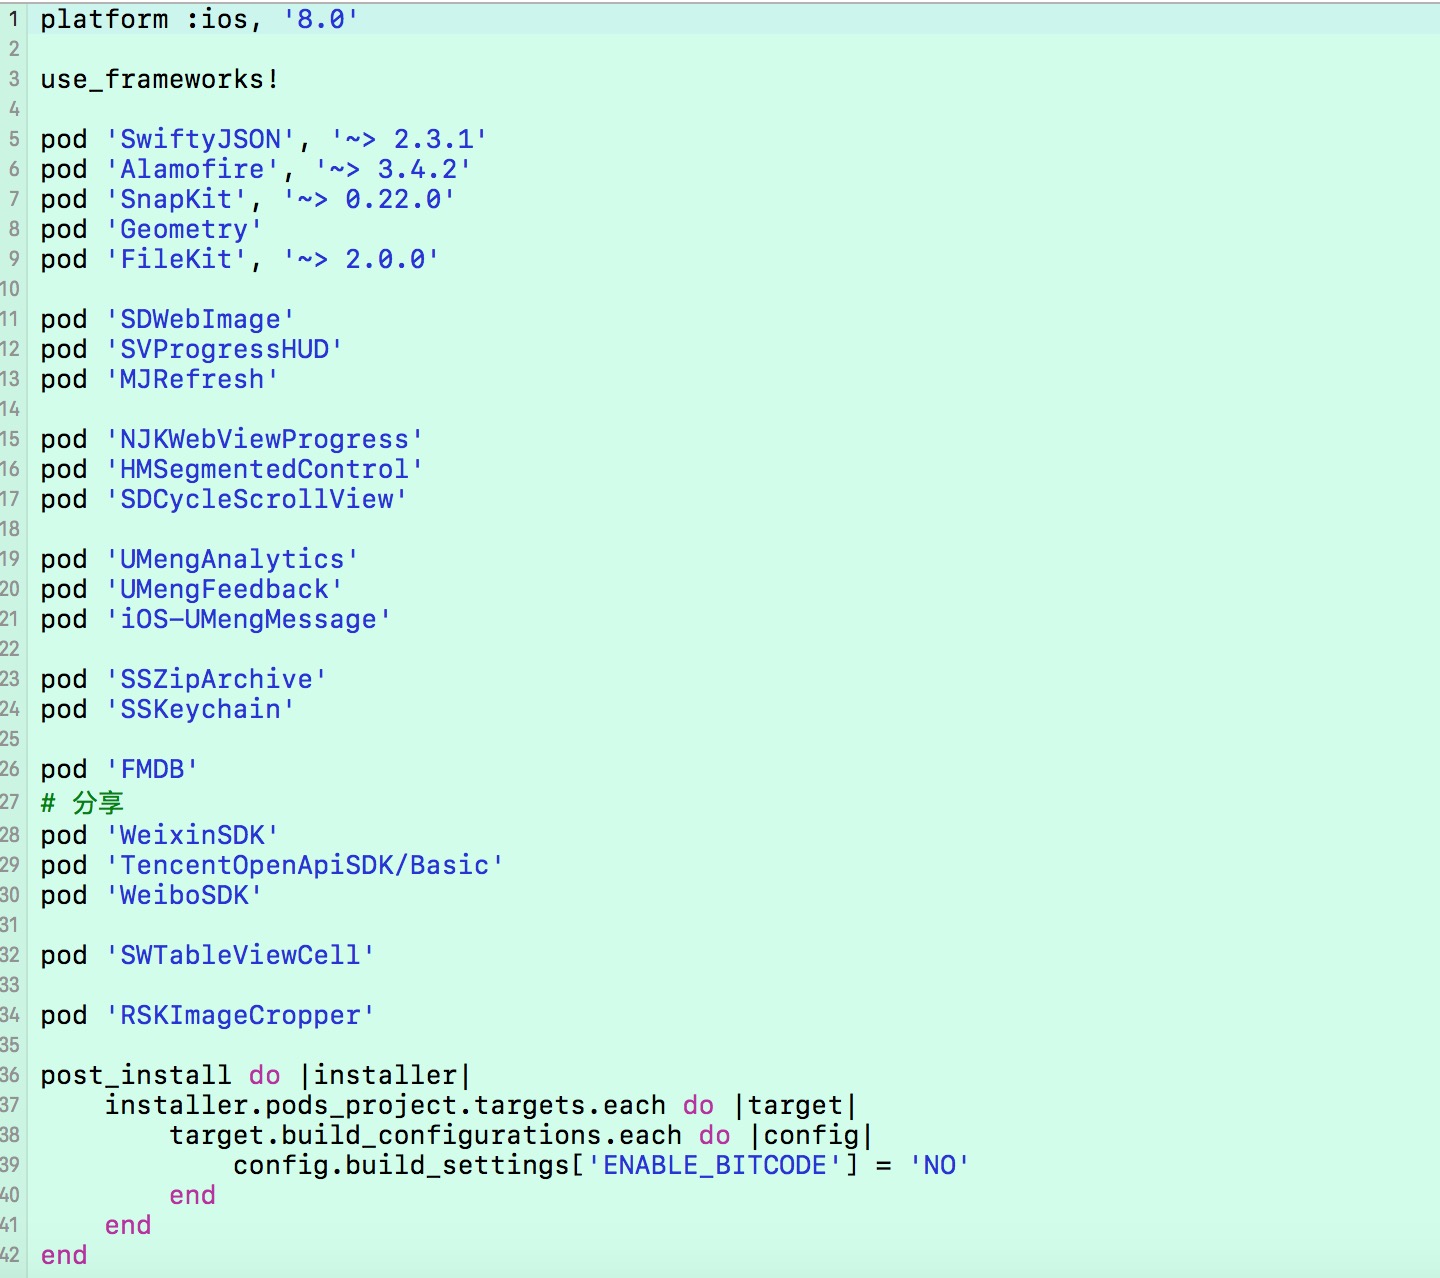 1 platform :ios, '8.0'
2
3 use_frameworks!
4
5 pod 'SwiftyJSON', '~> 2.3.1'
6 pod 'Alamofire', '~> 3.4.2'
7 pod 'SnapKit', '~> 0.22.0'
8 pod 'Geometry'
9 pod 'FileKit', '~> 2.0.0'
10
11 pod 'SDWebImage'
12 pod 'SVProgressHUD'
13 pod 'MJRefresh'
14
15 pod 'NJKWebViewProgress'
16 pod 'HMSegmentedControl'
17 pod 'SDCycleScrollView'
18
19 pod 'UMengAnalytics'
20 pod 'UMengFeedback'
21 pod 'iOS-UMengMessage'
22
23 pod 'SSZipArchive'
24 pod 'SSKeychain'
25
26 pod 'FMDB'
27 # 分享
28 pod 'WeixinSDK'
29 pod 'TencentOpenApiSDK/Basic'
30 pod 'WeiboSDK'
31
32 pod 'SWTableViewCell'
33
34 pod 'RSKImageCropper'
35
36 post_install do |installer|
37     installer.pods_project.targets.each do |target|
38         target.build_configurations.each do |config|
39             config.build_settings['ENABLE_BITCODE'] = 'NO'
40         end
41     end
42 end